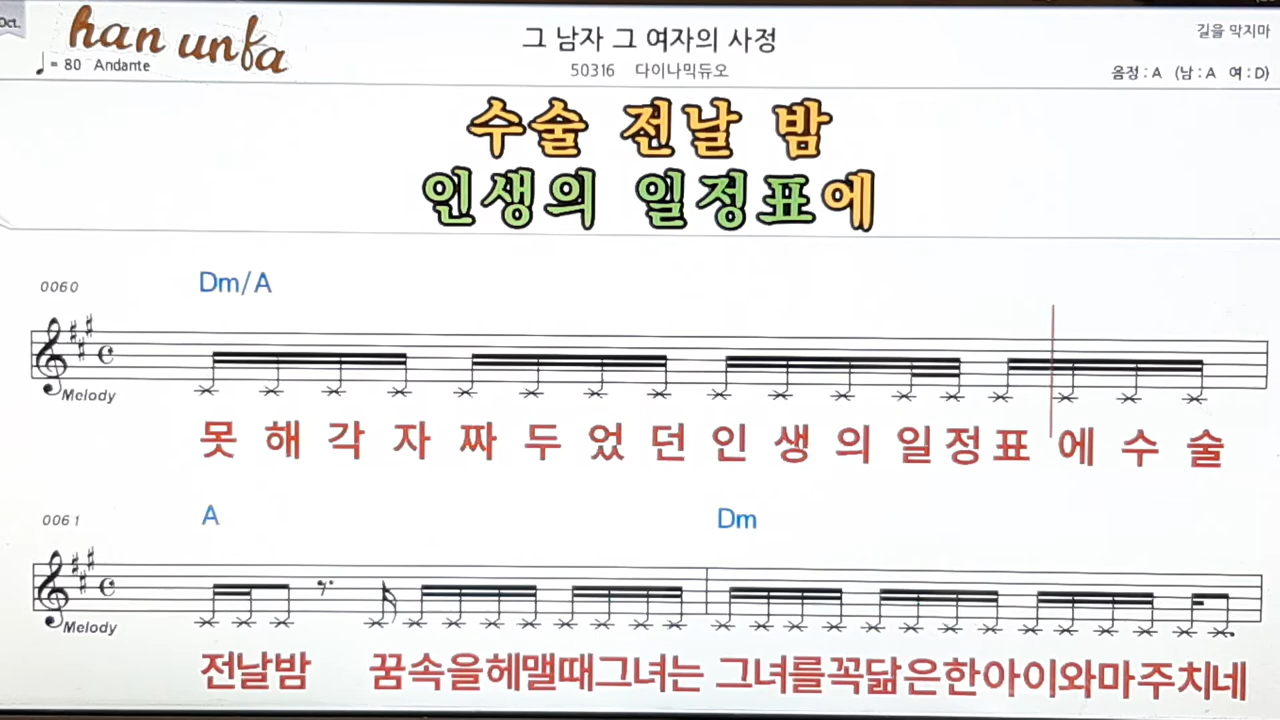 Oct.
han unfa
♩= 80 Andante
그 남자 그 여자의 사정
50316 다이나믹듀오
길을 막지마
음정 : A (남 : A 여 : D)
수술 전날 밤
인생의 일정표에
0060
Dm/A
Melody
못 해 각 자 짜 두 었 던 인 생 의 일 정 표 에 수 술
0061
A Dm
Melody
전날밤 꿈속을헤맬때그녀는 그녀를꼭닮은한아이와마주치네